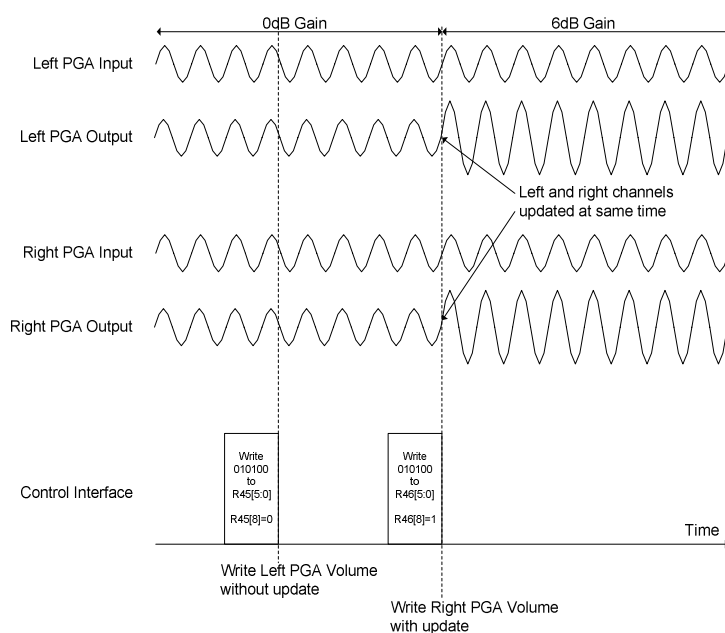 0dB Gain
6dB Gain
Left PGA Input
Left PGA Output
Left and right channels
updated at same time
Right PGA Input
Right PGA Output
Control Interface
Write
010100
to
R45[5:0]
R45[8]=0
Write
010100
to
R46[5:0]
R46[8]=1
Time
Write Left PGA Volume
without update
Write Right PGA Volume
with update